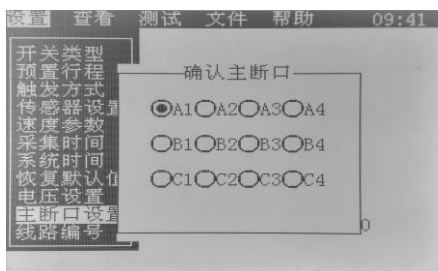 设置 查看 测试 文件 帮助 09:41
开关类型
预置行程
触发方式
传感器设置
速度参数
采集时间
系统时间
恢复默认值
电压设置
主断口设置
线路编号
确认主断口
A1 A2 A3 A4
B1 B2 B3 B4
C1 C2 C3 C4
0